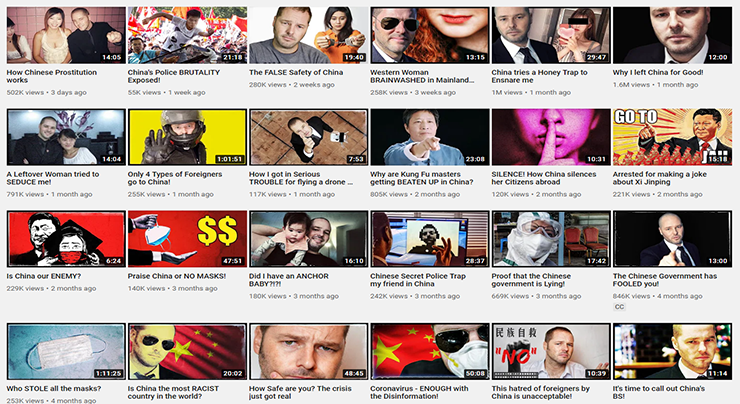 14:05
21:18
19:40
13:15
29:47
12:00
How Chinese Prostitution
works
502K views • 3 days ago
China's Police BRUTALITY
Exposed!
55K views • 1 week ago
The FALSE Safety of China
280K views • 2 weeks ago
Western Woman
BRAINWASHED in Mainland...
258K views • 3 weeks ago
China tries a Honey Trap to
Ensnare me
1M views • 1 month ago
Why I left China for Good!
1.6M views • 1 month ago
GO TO
14:04
1:01:51
7:53
23:08
10:31
15:18
A Leftover Woman tried to
SEDUCE me!
791K views • 1 month ago
Only 4 Types of Foreigners
go to China!
255K views • 1 month ago
How I got in Serious
TROUBLE for flying a drone ...
117K views • 1 month ago
Why are Kung Fu masters
getting BEATEN UP in China?
805K views • 2 months ago
SILENCE! How China silences
her Citizens abroad
120K views • 2 months ago
Arrested for making a joke
about Xi Jinping
221K views • 2 months ago
$$
6:24
47:51
16:10
28:37
17:42
13:00
Is China our ENEMY?
229K views • 2 months ago
Praise China or NO MASKS!
140K views • 3 months ago
Did I have an ANCHOR
BABY?!?!
180K views • 3 months ago
Chinese Secret Police Trap
my friend in China
242K views • 3 months ago
Proof that the Chinese
government is Lying!
669K views • 3 months ago
The Chinese Government has
FOOLED you!
846K views • 4 months ago
CC
民族自救
"NO"
1:11:25
20:02
48:45
50:08
10:39
11:14
Who STOLE all the masks?
253K views • 4 months ago
Is China the most RACIST
country in the world?
How Safe are you? The crisis
just got real
Coronavirus - ENOUGH with
the Disinformation!
This hatred of foreigners by
China is unacceptable!
It's time to call out China's
BS!